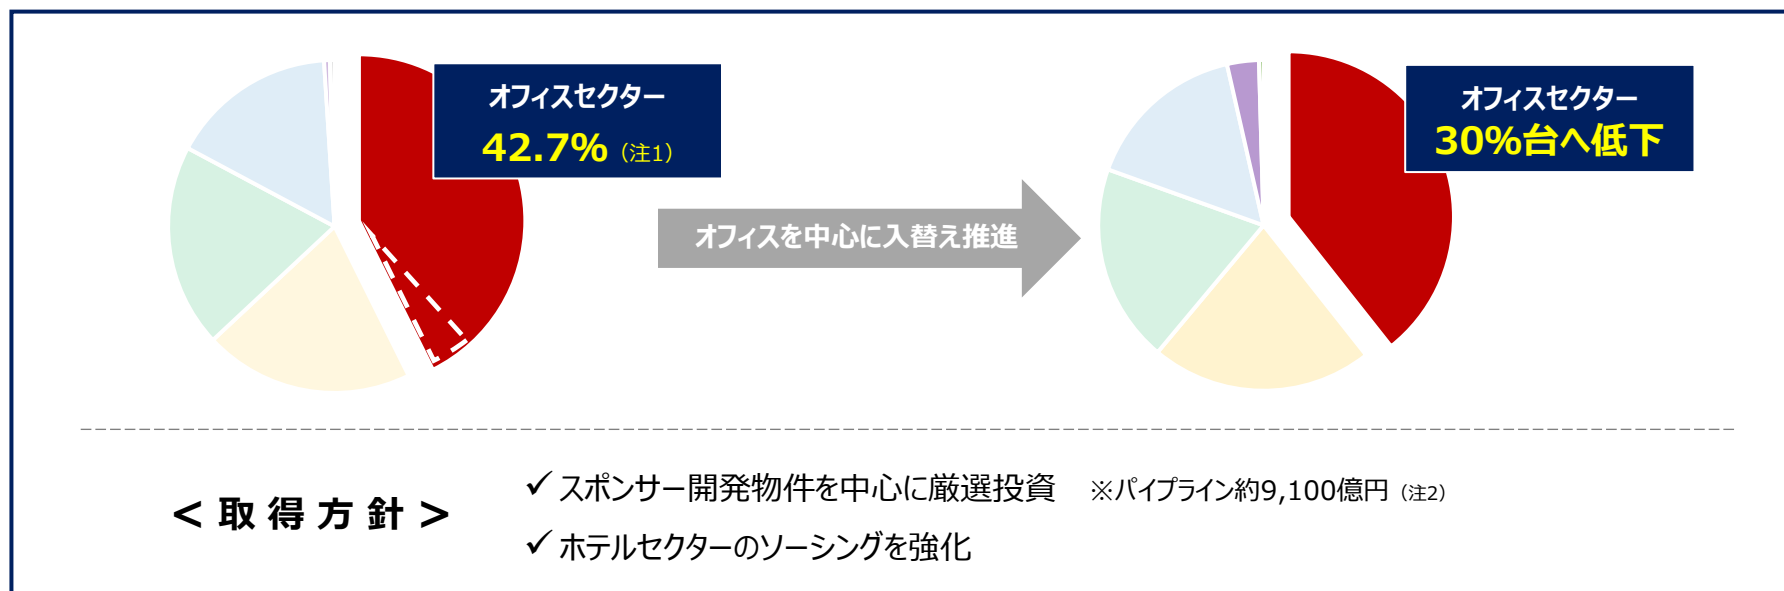 オフィスセクター
42.7% (注1)
オフィスを中心に入替え推進
オフィスセクター
30%台へ低下
<取得方針>
✓スポンサー開発物件を中心に厳選投資 ※パイプライン約9,100億円 (注2)
✓ホテルセクターのソーシングを強化